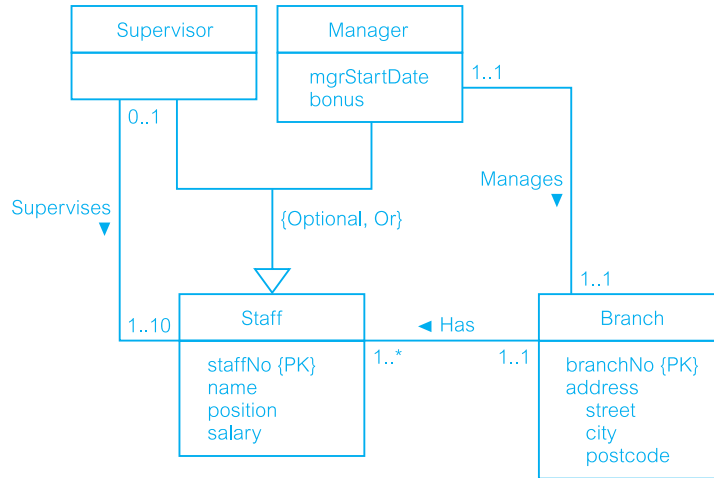 Supervisor
Manager
mgrStartDate
bonus
1..1
0..1
Manages
▼
Supervises
▼
{Optional, Or}
1..1
Staff
Branch
1..10
◄ Has
1..*
1..1
staffNo {PK}
name
position
salary
branchNo {PK}
address
street
city
postcode